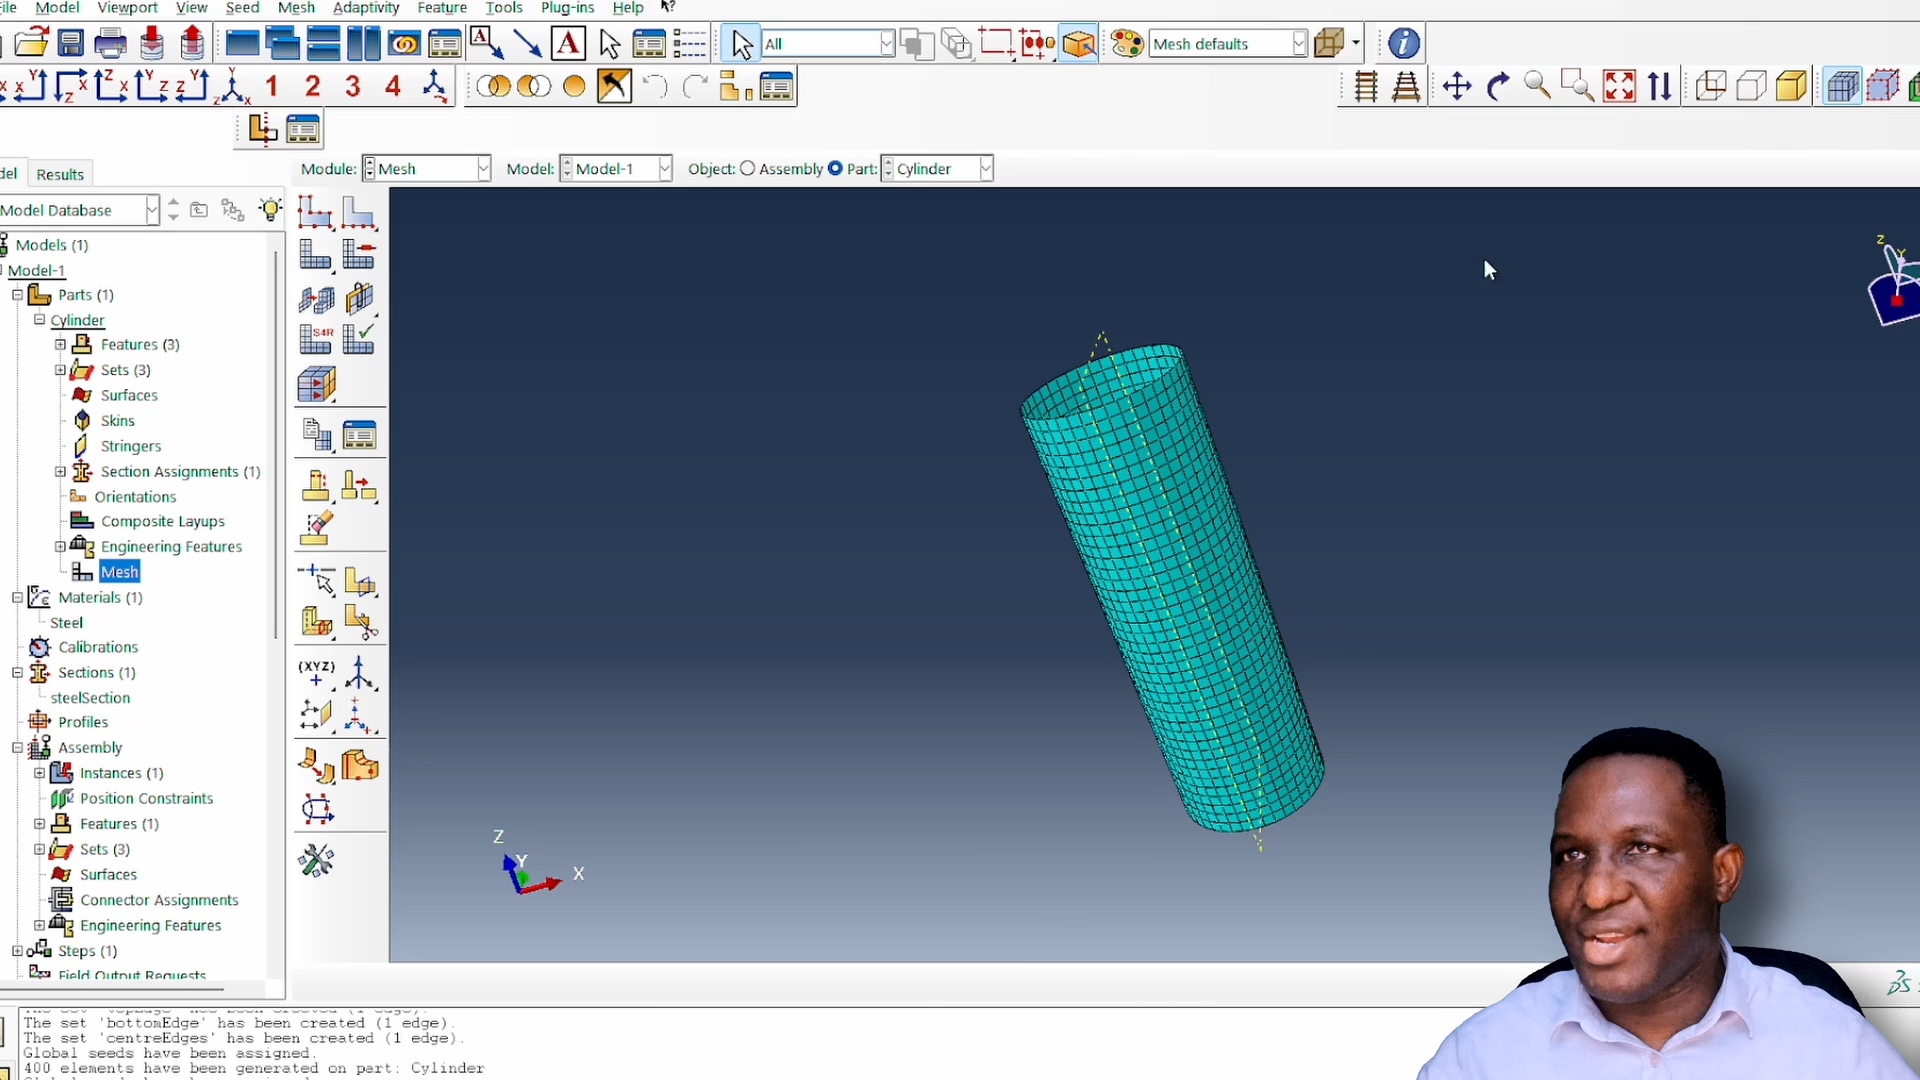 Model Viewport View Seed Mesh Adaptivity Feature Tools Plug-ins Help
All Mesh defaults
1 2 3 4
Module: Mesh Model: Model-1 Object: Assembly Part: Cylinder
Results
Model Database
Models (1)
Model-1
Parts (1)
Cylinder
Features (3)
Sets (3)
Surfaces
Skins
Stringers
Section Assignments (1)
Orientations
Composite Layups
Engineering Features
Mesh
Materials (1)
Steel
Calibrations
Sections (1)
steelSection
Profiles
Assembly
Instances (1)
Position Constraints
Features (1)
Sets (3)
Surfaces
Connector Assignments
Engineering Features
Steps (1)
Field Output Requests
S4R
(XYZ)
Z
Y
X
Z
Y
The set 'bottomEdge' has been created (1 edge).
The set 'centreEdges' has been created (1 edge).
Global seeds have been assigned.
400 elements have been generated on part: Cylinder